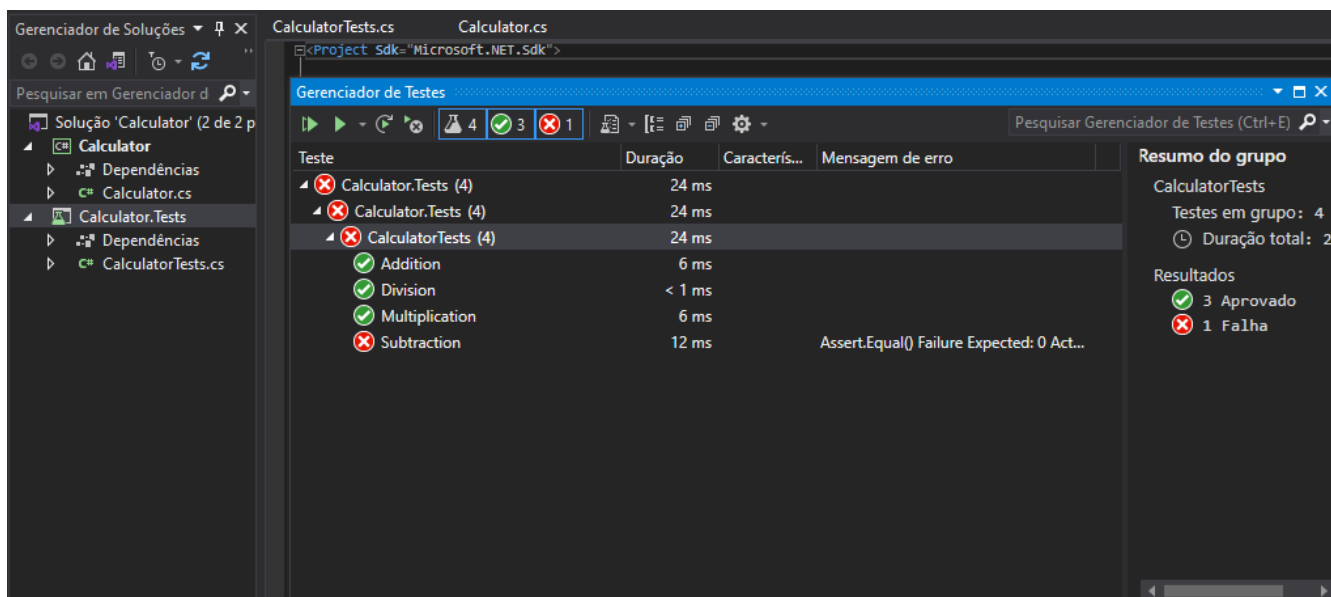 Gerenciador de Soluções
CalculatorTests.cs
Calculator.cs
<Project Sdk="Microsoft.NET.Sdk">
Pesquisar em Gerenciador d
Solução 'Calculator' (2 de 2 p
Calculator
Dependências
C# Calculator.cs
Calculator.Tests
Dependências
C# CalculatorTests.cs
Gerenciador de Testes
4 3 1
Pesquisar Gerenciador de Testes (Ctrl+E)
Teste Duração Caracterís... Mensagem de erro
Calculator.Tests (4) 24 ms
Calculator.Tests (4) 24 ms
CalculatorTests (4) 24 ms
Addition 6 ms
Division < 1 ms
Multiplication 6 ms
Subtraction 12 ms Assert.Equal() Failure Expected: 0 Act...
Resumo do grupo
CalculatorTests
Testes em grupo: 4
Duração total: 2
Resultados
3 Aprovado
1 Falha